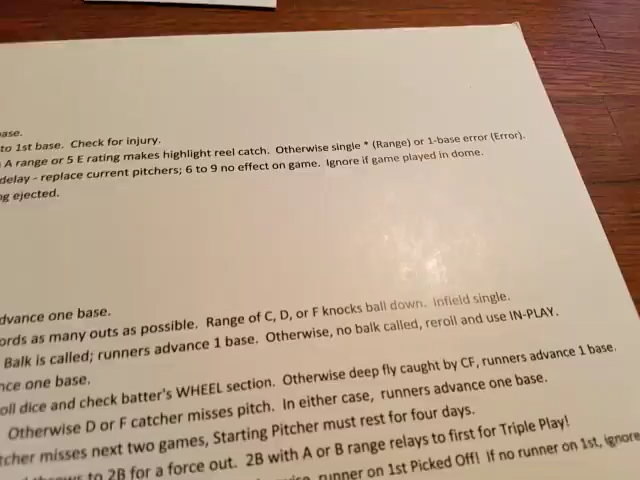 ase.
to 1st base. Check for injury.
A range or 5 E rating makes highlight reel catch. Otherwise single * (Range) or 1-base error (Error).
delay - replace current pitchers; 6 to 9 no effect on game. Ignore if game played in dome.
ng ejected.
dvance one base.
ords as many outs as possible. Range of C, D, or F knocks ball down. Infield single.
Balk is called; runners advance 1 base. Otherwise, no balk called, reroll and use IN-PLAY.
nce one base.
oll dice and check batter's WHEEL section. Otherwise deep fly caught by CF, runners advance 1 base.
Otherwise D or F catcher misses pitch. In either case, runners advance one base.
tcher misses next two games, Starting Pitcher must rest for four days.
throws to 2B for a force out. 2B with A or B range relays to first for Triple Play!
runner on 1st Picked Off! If no runner on 1st, ignore